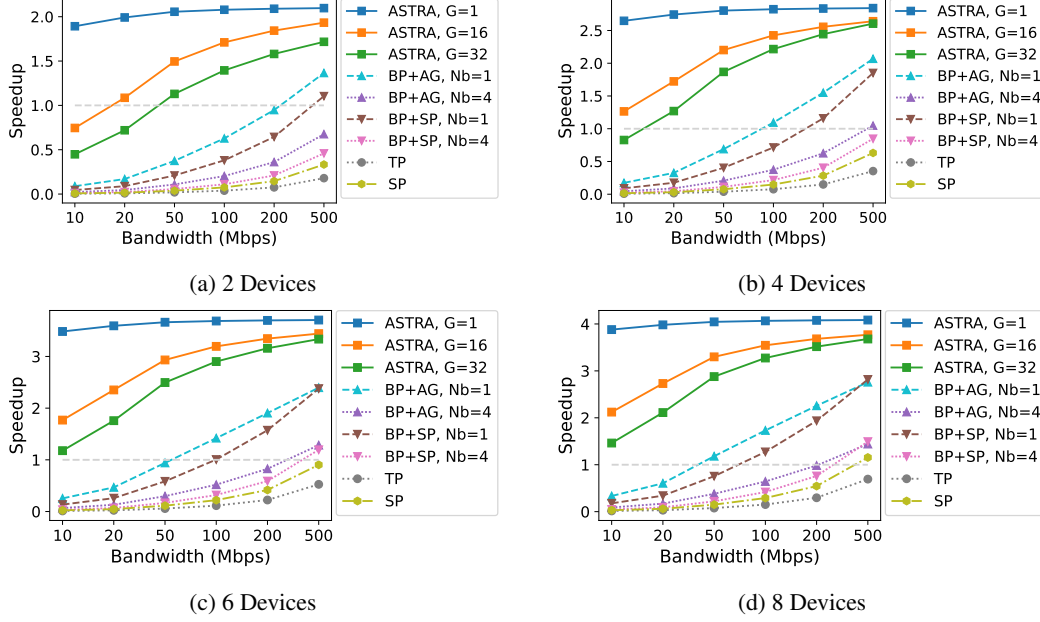 2.0
1.5
1.0
0.5
0.0
Speedup
10 20 50 100 200 500
Bandwidth (Mbps)
ASTRA, G=1
ASTRA, G=16
ASTRA, G=32
BP+AG, Nb=1
BP+AG, Nb=4
BP+SP, Nb=1
BP+SP, Nb=4
TP
SP
(a) 2 Devices
2.5
2.0
1.5
1.0
0.5
0.0
Speedup
10 20 50 100 200 500
Bandwidth (Mbps)
ASTRA, G=1
ASTRA, G=16
ASTRA, G=32
BP+AG, Nb=1
BP+AG, Nb=4
BP+SP, Nb=1
BP+SP, Nb=4
TP
SP
(b) 4 Devices
3
2
1
0
Speedup
10 20 50 100 200 500
Bandwidth (Mbps)
ASTRA, G=1
ASTRA, G=16
ASTRA, G=32
BP+AG, Nb=1
BP+AG, Nb=4
BP+SP, Nb=1
BP+SP, Nb=4
TP
SP
(c) 6 Devices
4
3
2
1
0
Speedup
10 20 50 100 200 500
Bandwidth (Mbps)
ASTRA, G=1
ASTRA, G=16
ASTRA, G=32
BP+AG, Nb=1
BP+AG, Nb=4
BP+SP, Nb=1
BP+SP, Nb=4
TP
SP
(d) 8 Devices